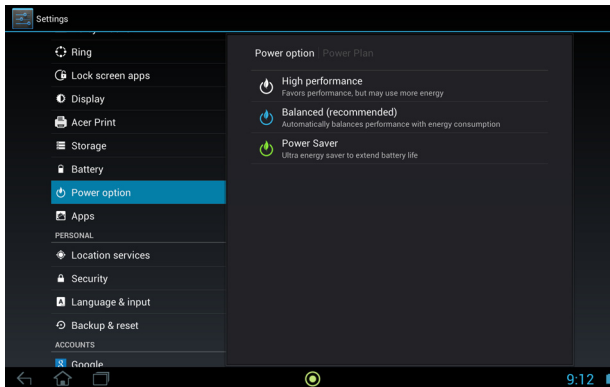 Settings
Ring
Lock screen apps
Display
Acer Print
Storage
Battery
Power option
Apps
PERSONAL
Location services
Security
Language & input
Backup & reset
ACCOUNTS
Google
Power option | Power Plan
High performance
Favors performance, but may use more energy
Balanced (recommended)
Automatically balances performance with energy consumption
Power Saver
Ultra energy saver to extend battery life
9:12